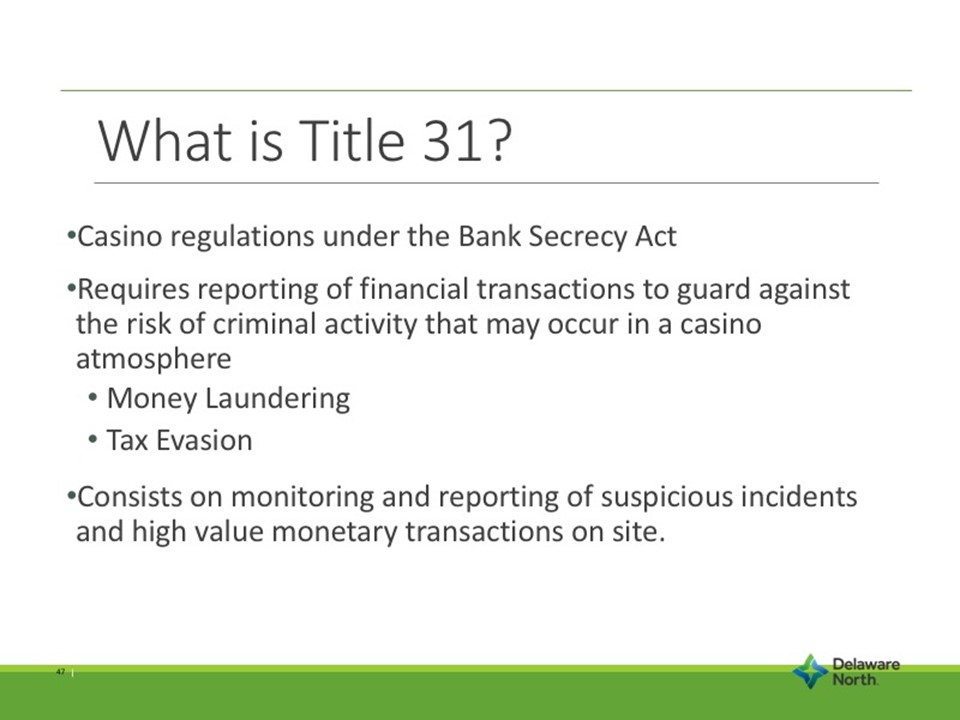 What is Title 31?
•Casino regulations under the Bank Secrecy Act
•Requires reporting of financial transactions to guard against
the risk of criminal activity that may occur in a casino
atmosphere
• Money Laundering
• Tax Evasion
•Consists on monitoring and reporting of suspicious incidents
and high value monetary transactions on site.
47 |
Delaware
North